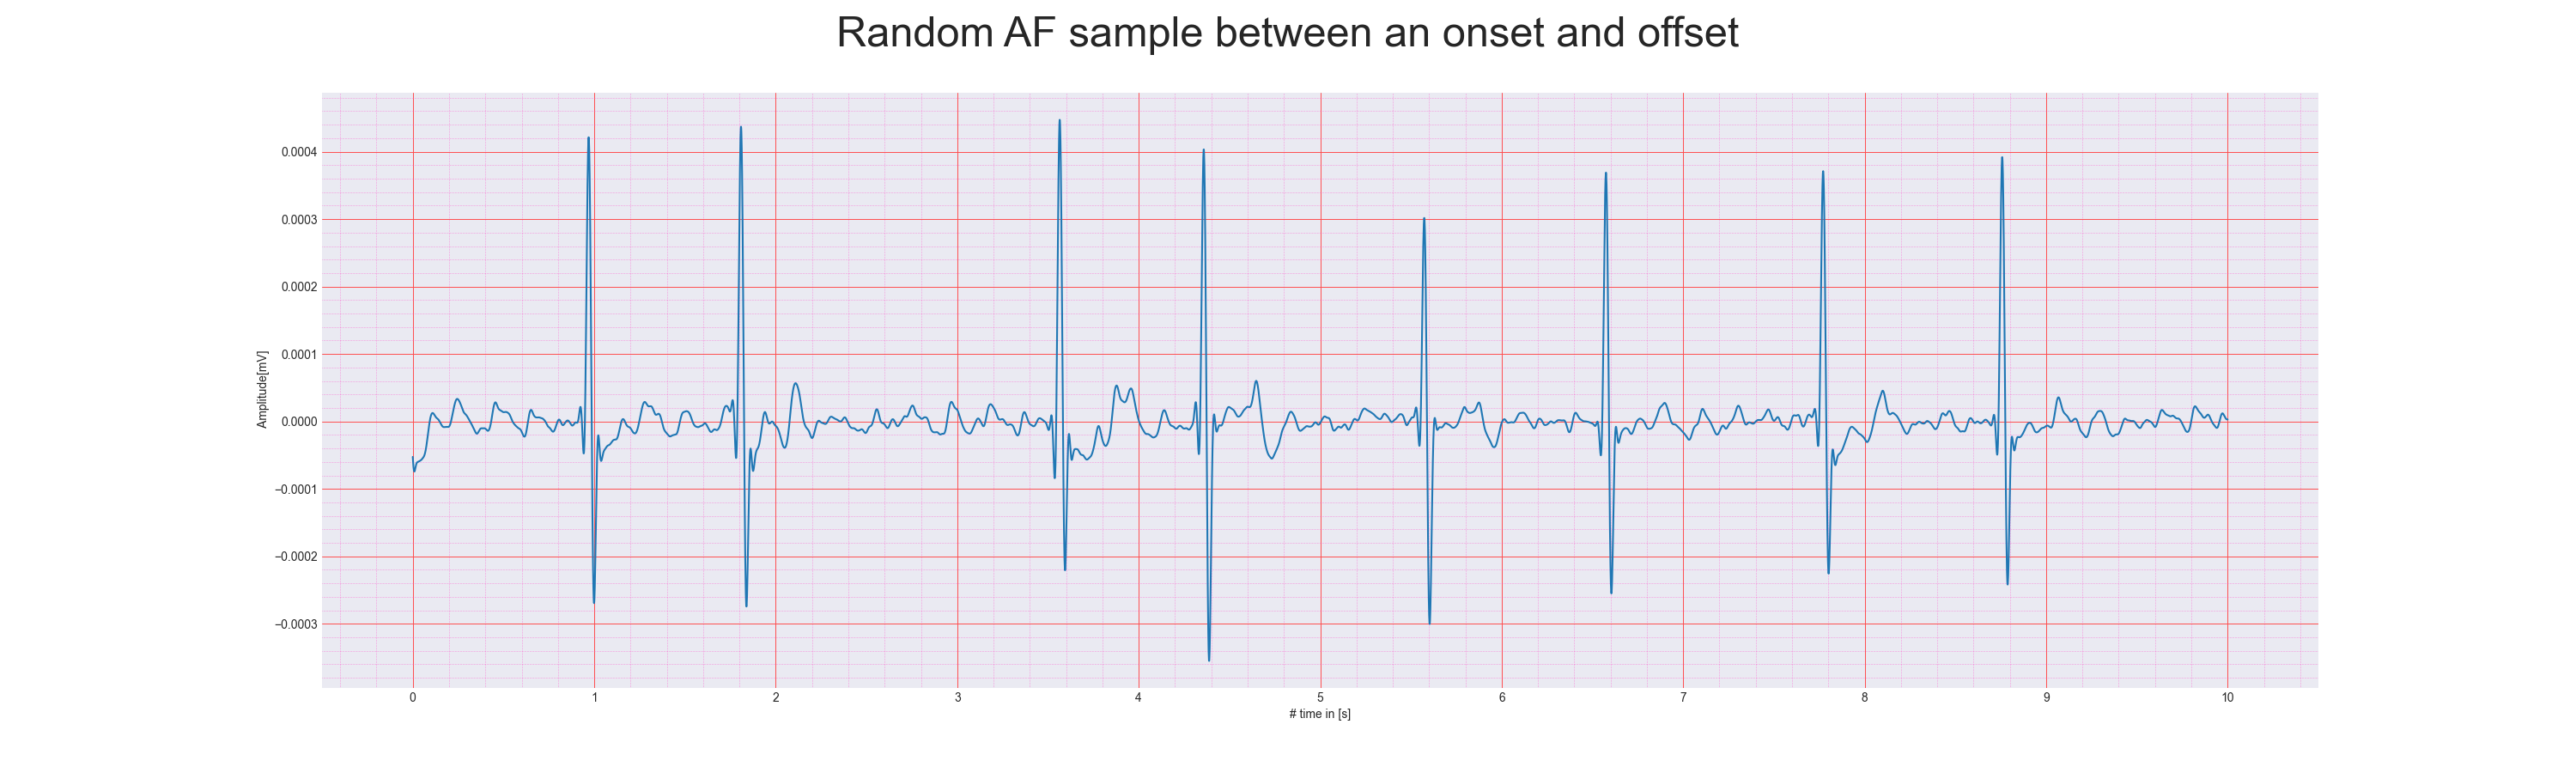 Random AF sample between an onset and offset
0.0004
0.0003
0.0002
0.0001
0.0000
−0.0001
−0.0002
−0.0003
Amplitude[mV]
0 1 2 3 4 5 6 7 8 9 10
# time in [s]